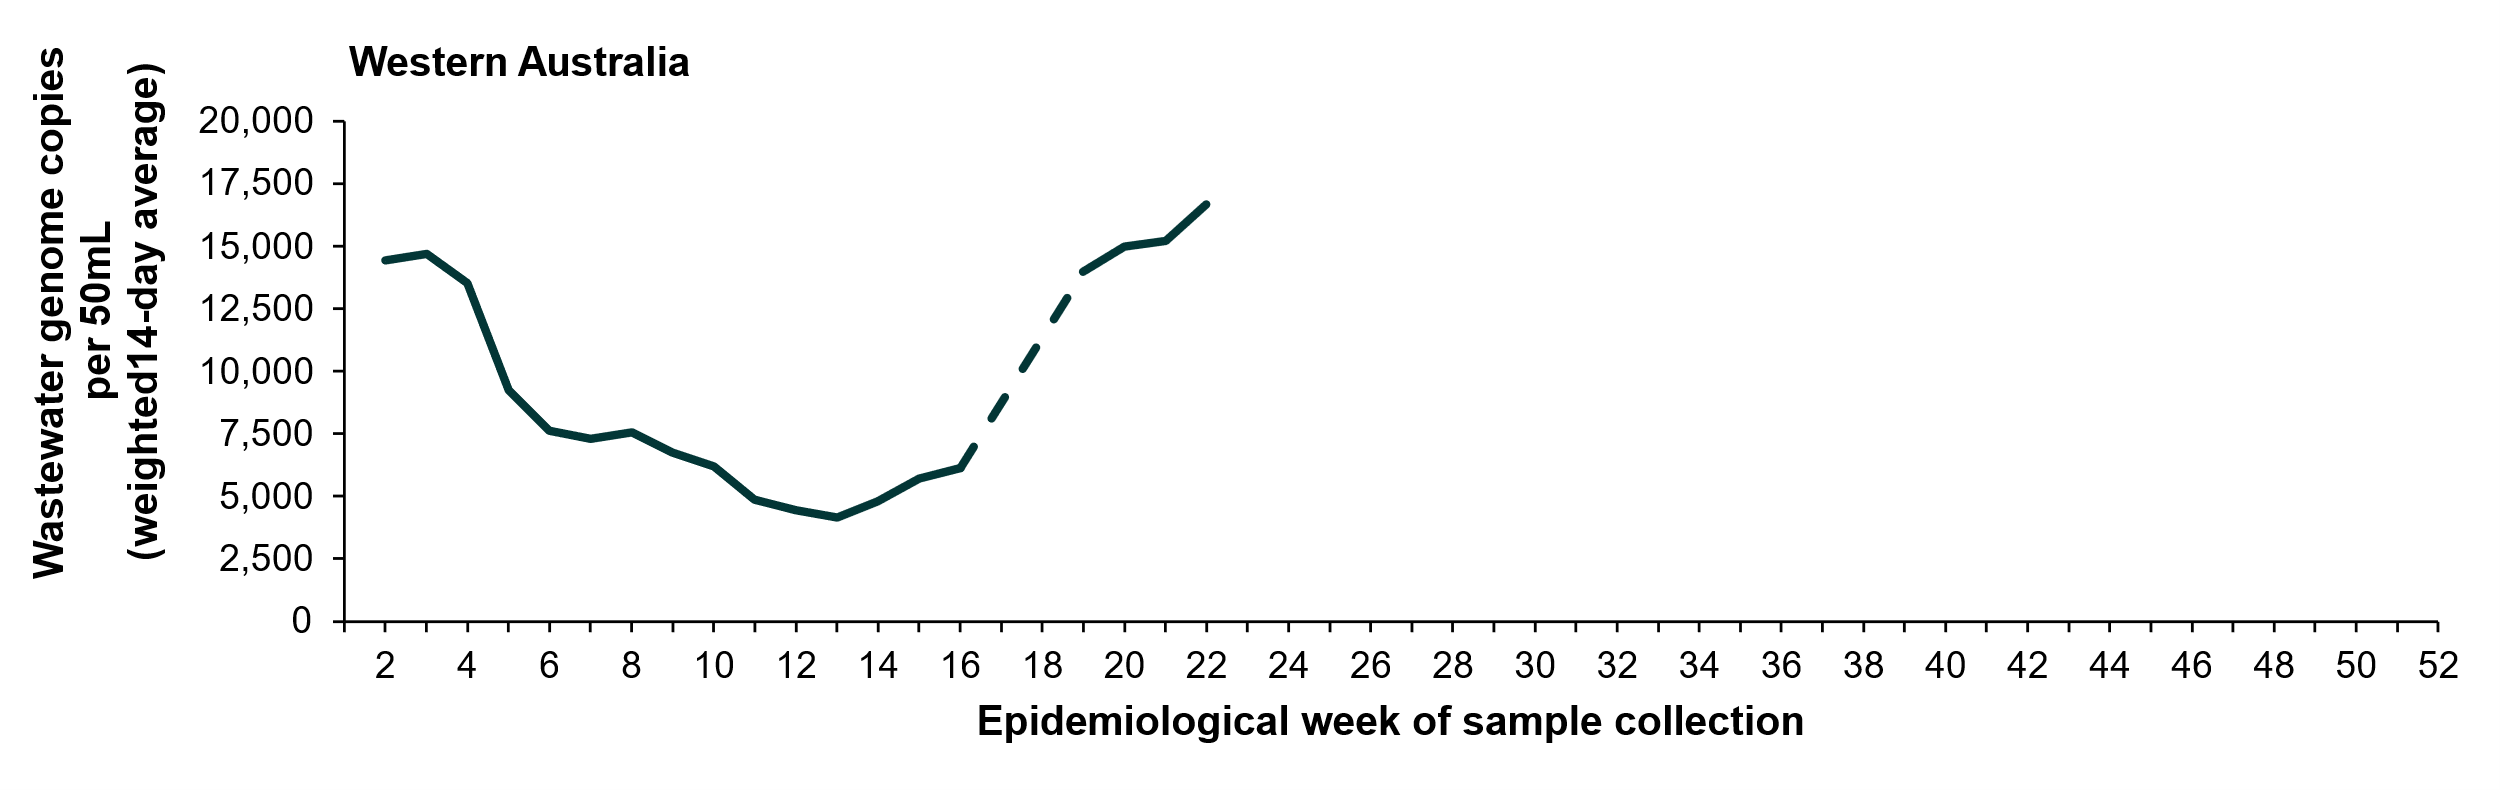 Western Australia
Wastewater genome copies
per 50mL
(weighted14-day average)
20,000
17,500
15,000
12,500
10,000
7,500
5,000
2,500
0
2 4 6 8 10 12 14 16 18 20 22 24 26 28 30 32 34 36 38 40 42 44 46 48 50 52
Epidemiological week of sample collection